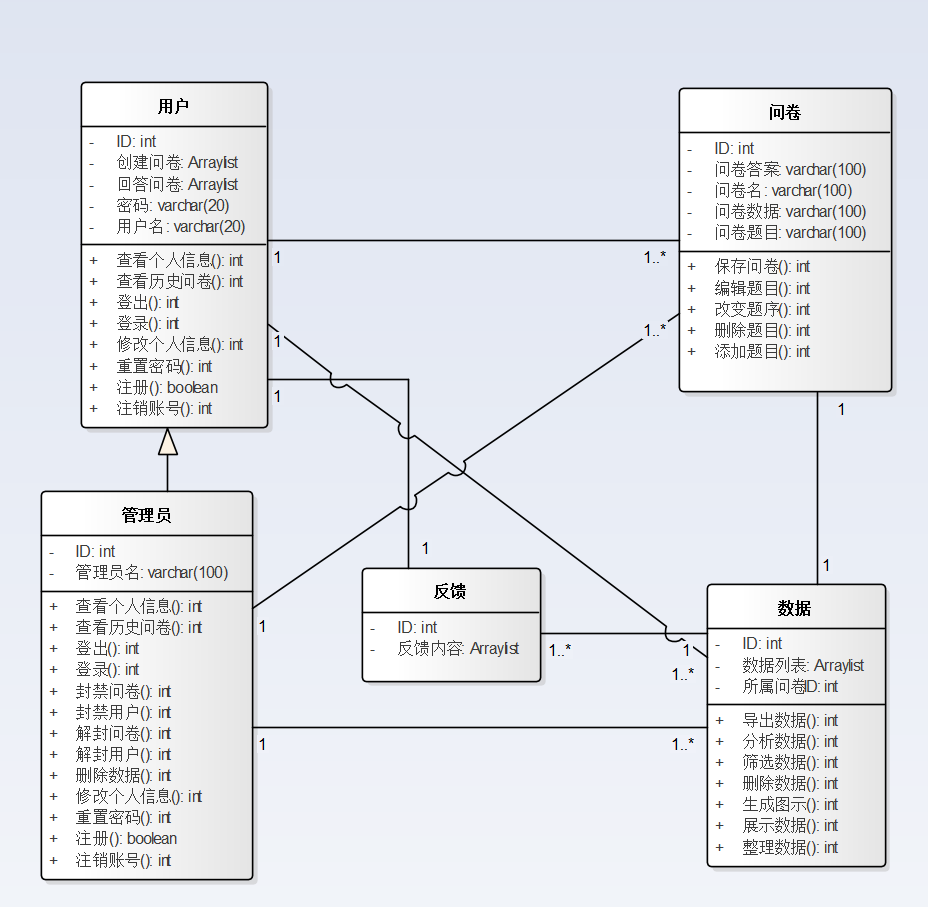 用户
- ID: int
- 创建问卷: Arraylist
- 回答问卷: Arraylist
- 密码: varchar(20)
- 用户名: varchar(20)
+ 查看个人信息(): int
+ 查看历史问卷(): int
+ 登出(): int
+ 登录(): int
+ 修改个人信息(): int
+ 重置密码(): int
+ 注册(): boolean
+ 注销账号(): int
问卷
- ID: int
- 问卷答案: varchar(100)
- 问卷名: varchar(100)
- 问卷数据: varchar(100)
- 问卷题目: varchar(100)
+ 保存问卷(): int
+ 编辑题目(): int
+ 改变题序(): int
+ 删除题目(): int
+ 添加题目(): int
1
1..*
1
1..*
1
1
管理员
- ID: int
- 管理员名: varchar(100)
+ 查看个人信息(): int
+ 查看历史问卷(): int
+ 登出(): int
+ 登录(): int
+ 封禁问卷(): int
+ 封禁用户(): int
+ 解封问卷(): int
+ 解封用户(): int
+ 删除数据(): int
+ 修改个人信息(): int
+ 重置密码(): int
+ 注册(): boolean
+ 注销账号(): int
1
反馈
- ID: int
- 反馈内容: Arraylist
1
数据
- ID: int
- 数据列表: Arraylist
- 所属问卷ID: int
+ 导出数据(): int
+ 分析数据(): int
+ 筛选数据(): int
+ 删除数据(): int
+ 生成图示(): int
+ 展示数据(): int
+ 整理数据(): int
1
1..*
1
1..*
1
1..*